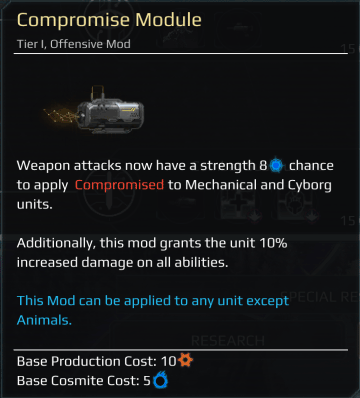 Compromise Module
Tier I, Offensive Mod
Weapon attacks now have a strength 8 chance
to apply Compromised to Mechanical and Cyborg
units.
Additionally, this mod grants the unit 10%
increased damage on all abilities.
This Mod can be applied to any unit except
Animals.
RESEARCH
Base Production Cost: 10
Base Cosmite Cost: 5